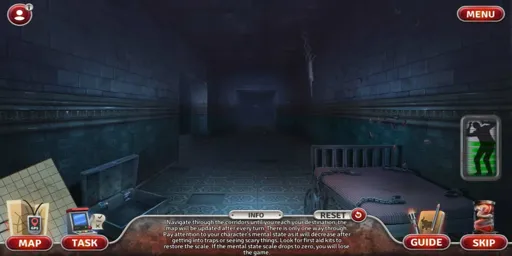 MENU
INFO
RESET
Navigate through the corridors until you reach your destination, the
map will be updated after every turn. There is only one way through.
Pay attention to your character's mental state as it will decrease after
getting into traps or seeing scary things. Look for first aid kits to
restore the scale. If the mental state scale drops to zero, you will lose
the game.
GPS
MAP
TASK
GUIDE
SKIP